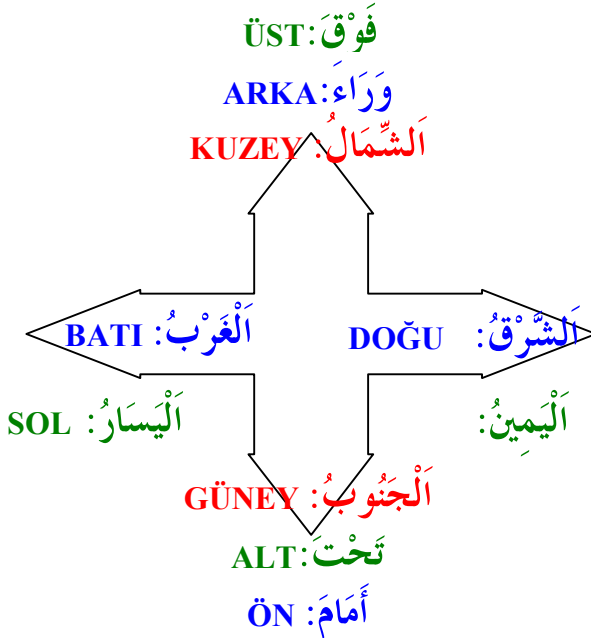 فَوْقَ: ÜST
وَرَاءَ: ARKA
اَلشِّمَالُ: KUZEY
اَلْغَرْبُ: BATI
اَلشَّرْقُ: DOĞU
اَلْيَسَارُ: SOL
اَلْيَمِينُ:
اَلْجَنُوبُ: GÜNEY
تَحْتَ: ALT
أَمَامَ: ÖN